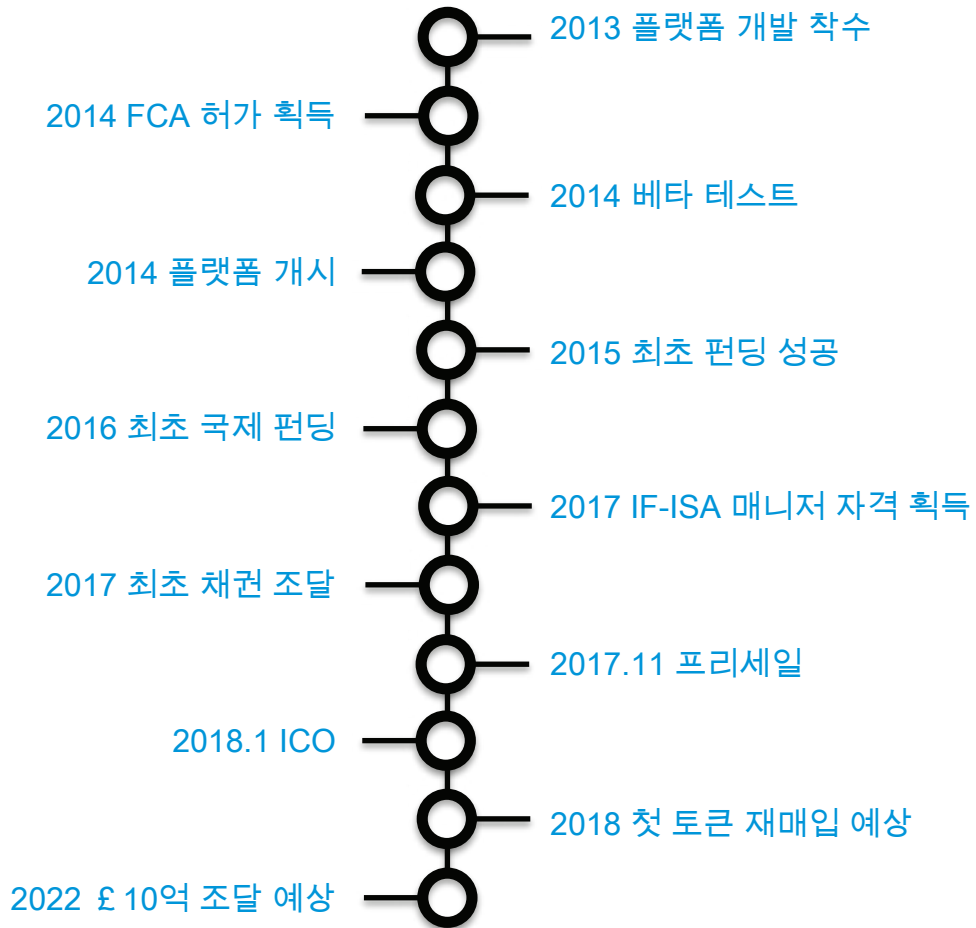 2013 플랫폼 개발 착수
2014 FCA 허가 획득
2014 베타 테스트
2014 플랫폼 개시
2015 최초 펀딩 성공
2016 최초 국제 펀딩
2017 IF-ISA 매니저 자격 획득
2017 최초 채권 조달
2017.11 프리세일
2018.1 ICO
2018 첫 토큰 재매입 예상
2022 £10억 조달 예상